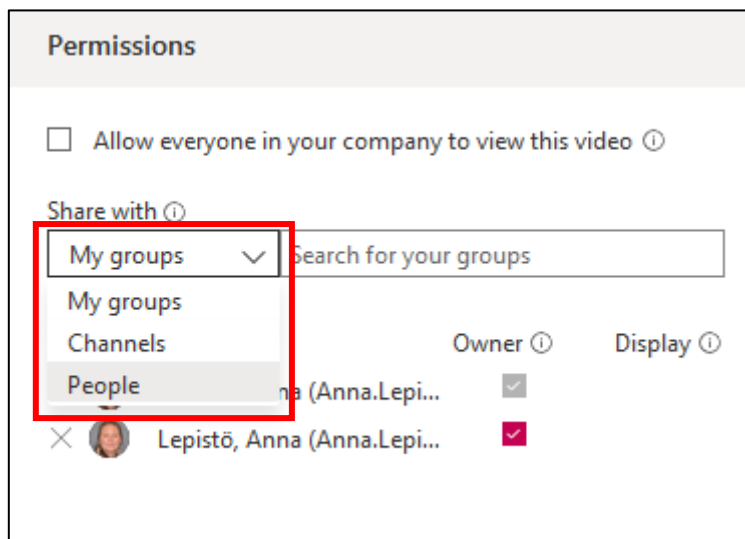 Permissions
Allow everyone in your company to view this video
Share with
My groups Search for your groups
My groups
Channels
Owner Display
People
na (Anna.Lepi...
Lepistö, Anna (Anna.Lepi...